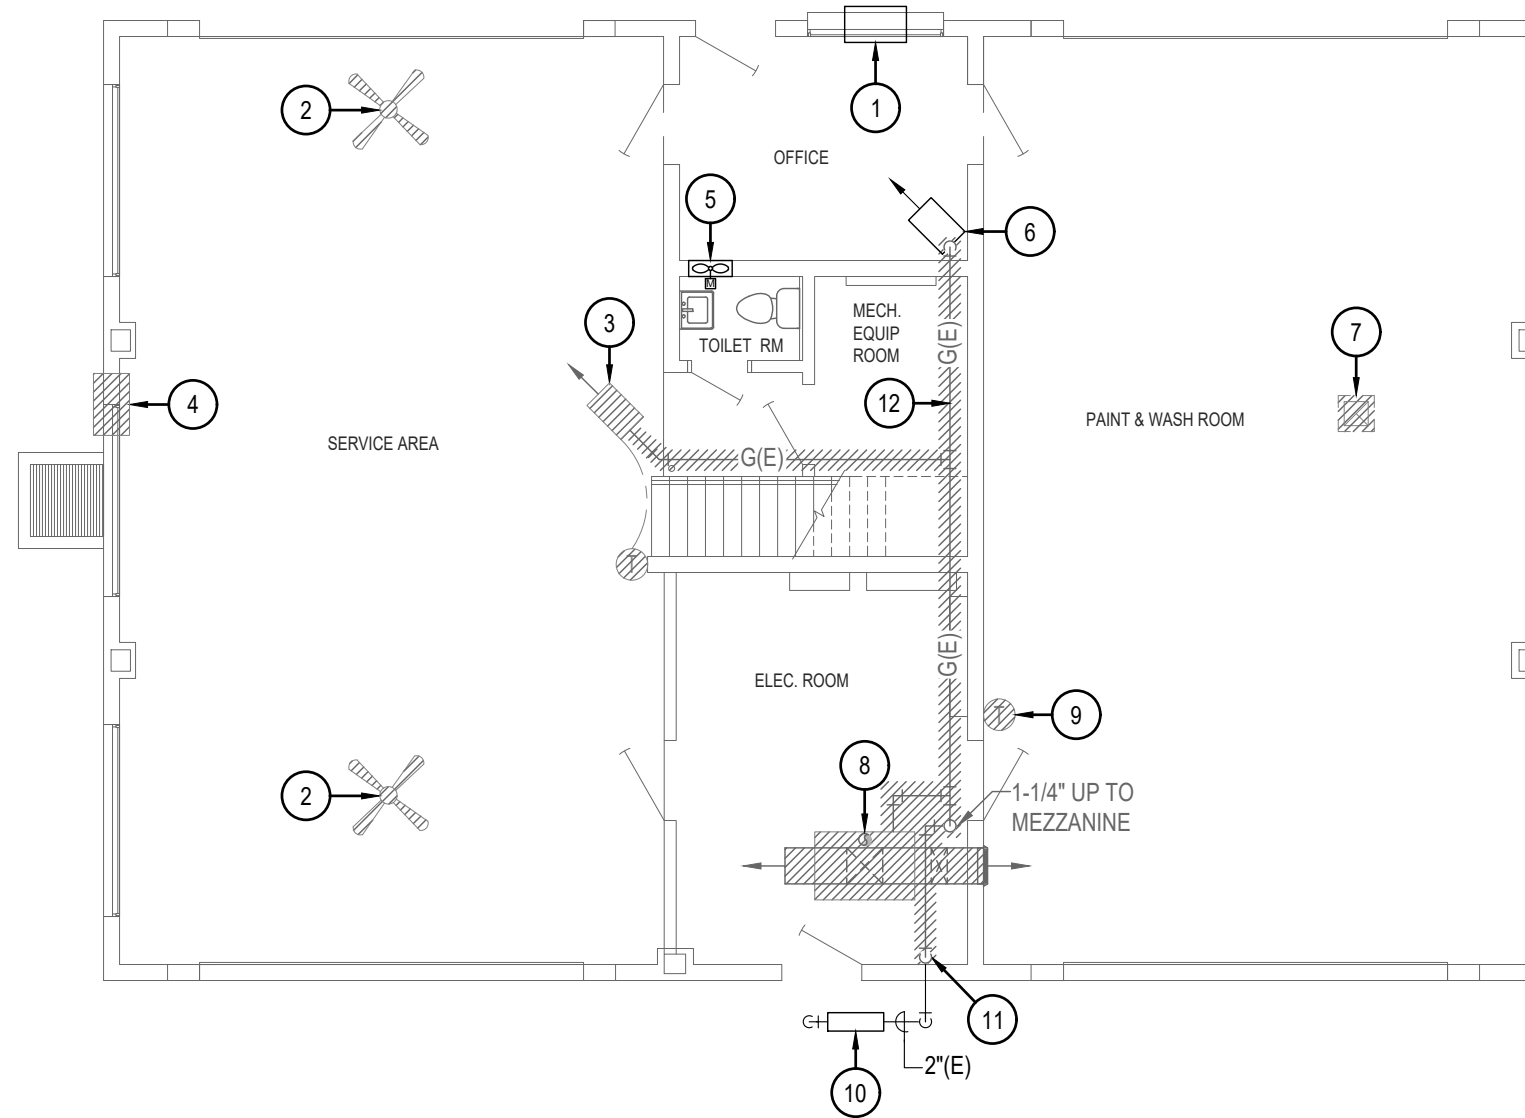 1
2
OFFICE
5
6
3
MECH.
EQUIP
ROOM
G(E)
TOILET RM
7
4
12
PAINT & WASH ROOM
SERVICE AREA
G(E)
T
G(E)
ELEC. ROOM
T
9
8
2
1-1/4" UP TO
MEZZANINE
11
2"(E)
10
M